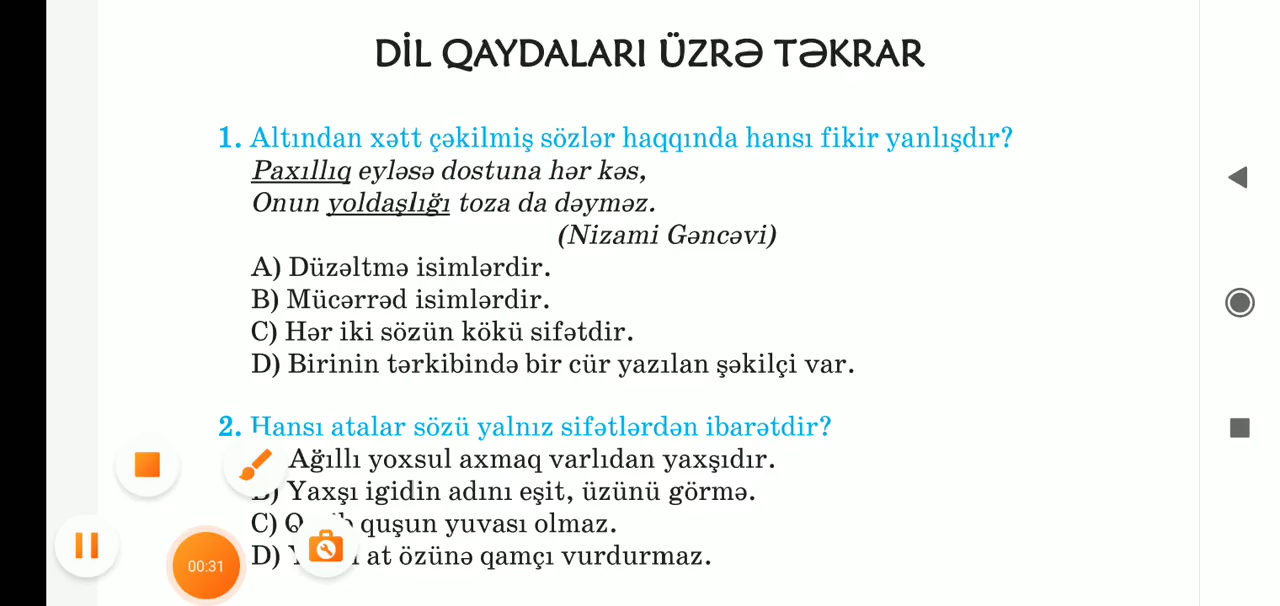 DİL QAYDALARI ÜZRƏ TƏKRAR
1. Altından xətt çəkilmiş sözlər haqqında hansı fikir yanlışdır?
Paxıllıq eyləsə dostuna hər kəs,
Onun yoldaşlığı toza da dəyməz.
(Nizami Gəncəvi)
A) Düzəltmə isimlərdir.
B) Mücərrəd isimlərdir.
C) Hər iki sözün kökü sifətdir.
D) Birinin tərkibində bir cür yazılan şəkilçi var.
2. Hansı atalar sözü yalnız sifətlərdən ibarətdir?
Ağıllı yoxsul axmaq varlıdan yaxşıdır.
Yaxşı igidin adını eşit, üzünü görmə.
C) quşun yuvası olmaz.
D) at özünə qamçı vurdurmaz.
00:31